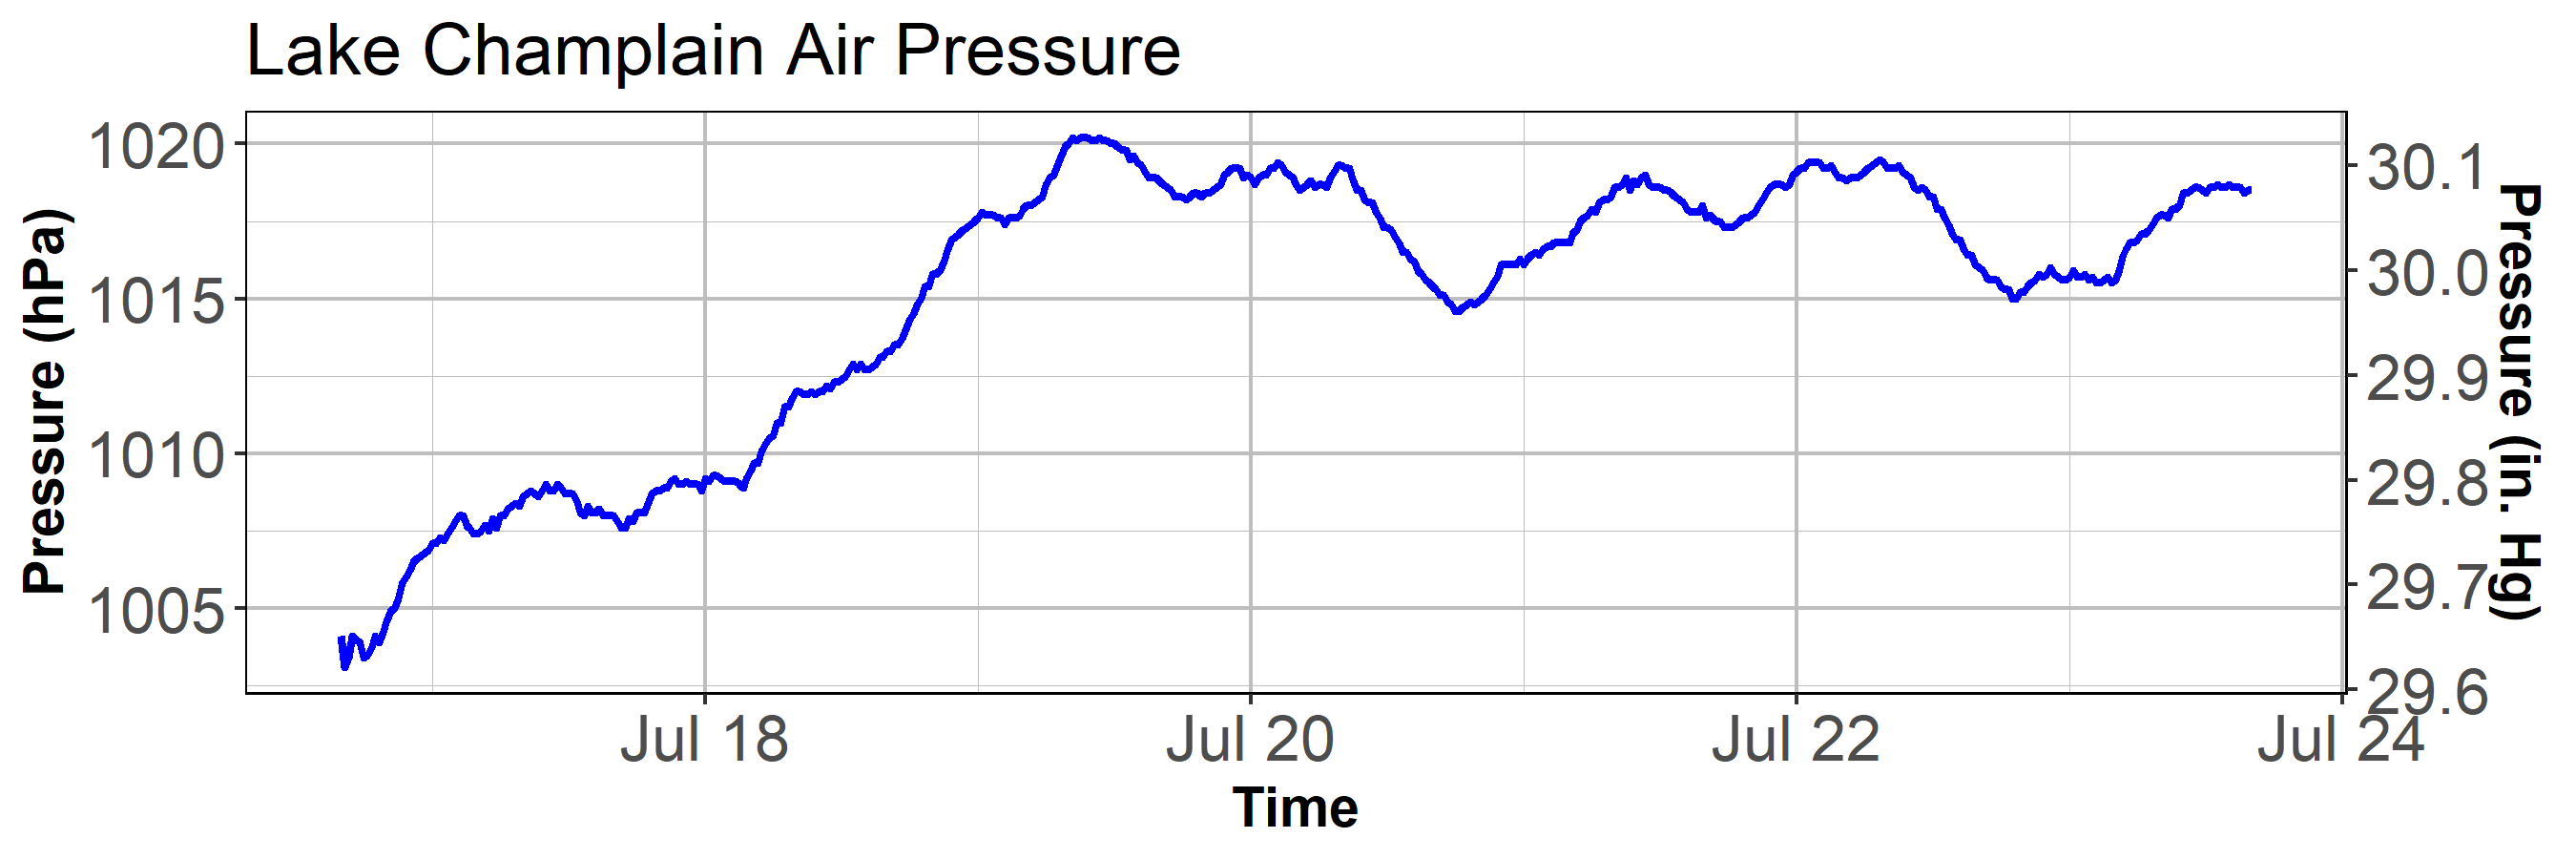 Lake Champlain Air Pressure
Pressure (hPa)
1020
1015
1010
1005
30.1
30.0
29.9
29.8
29.7
29.6
Pressure (in. Hg)
Jul 18
Jul 20
Jul 22
Jul 24
Time